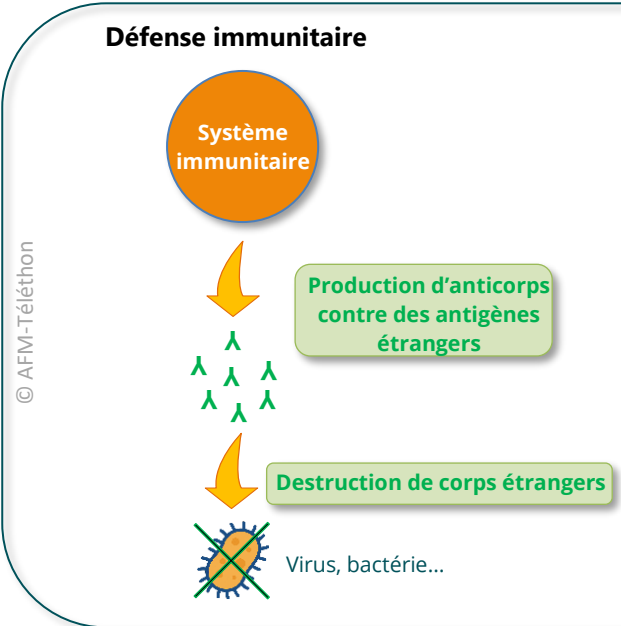 Défense immunitaire
Système
immunitaire
Production d’anticorps
contre des antigènes
étrangers
Destruction de corps étrangers
Virus, bactérie...
© AFM-Téléthon